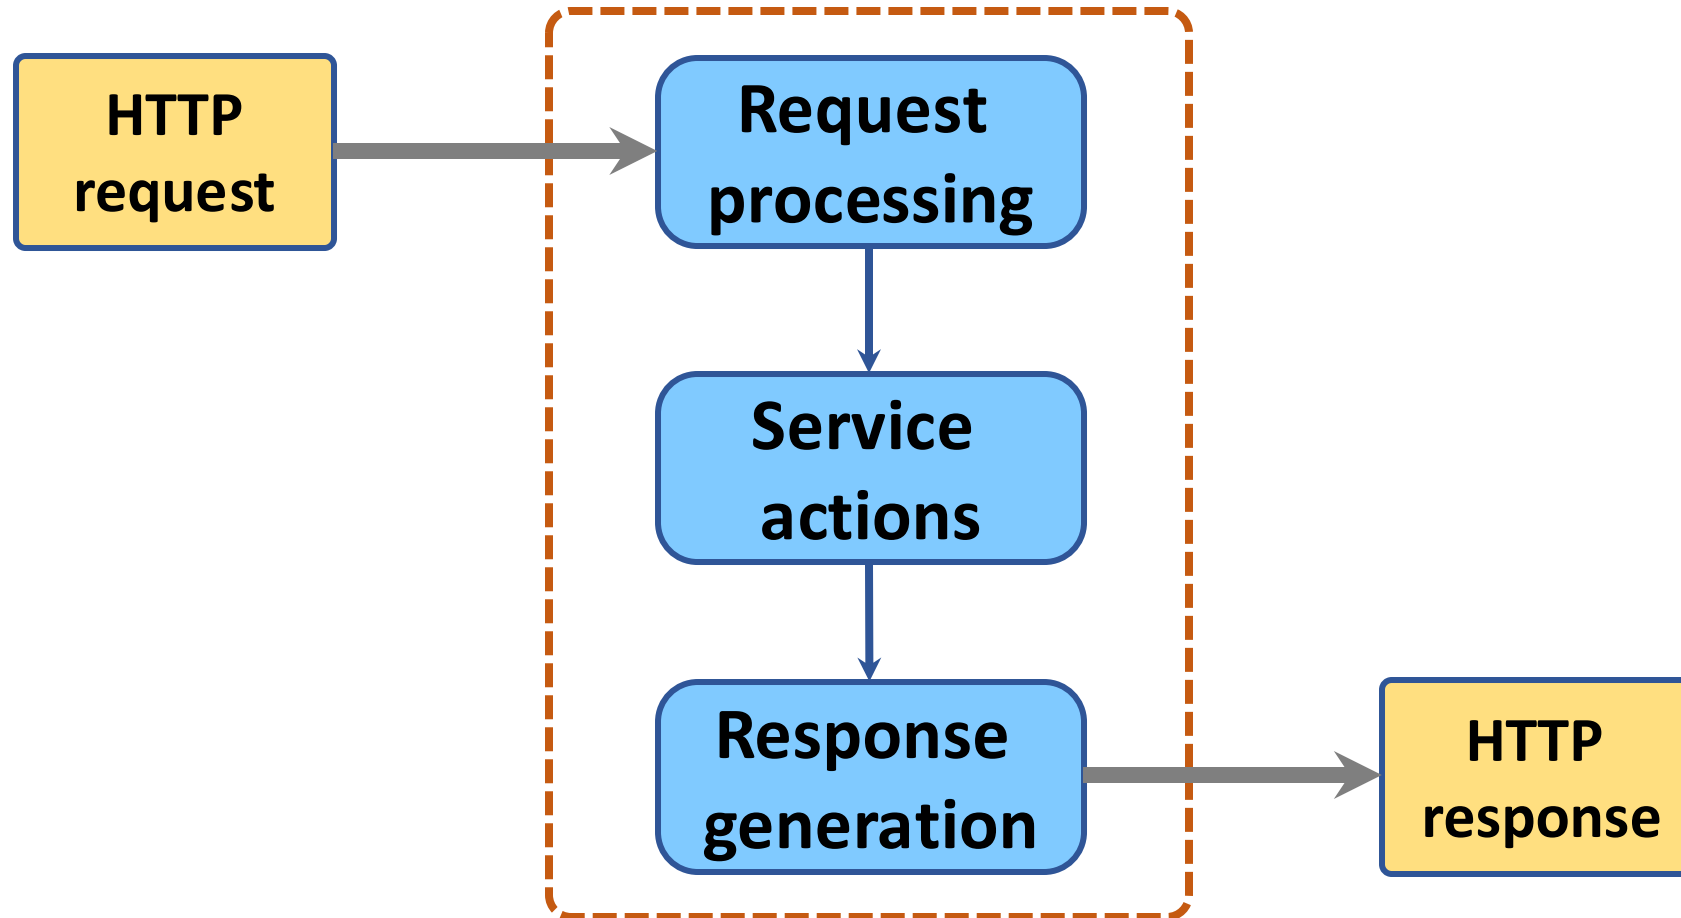 HTTP
request
Request
processing
Service
actions
Response
generation
HTTP
response